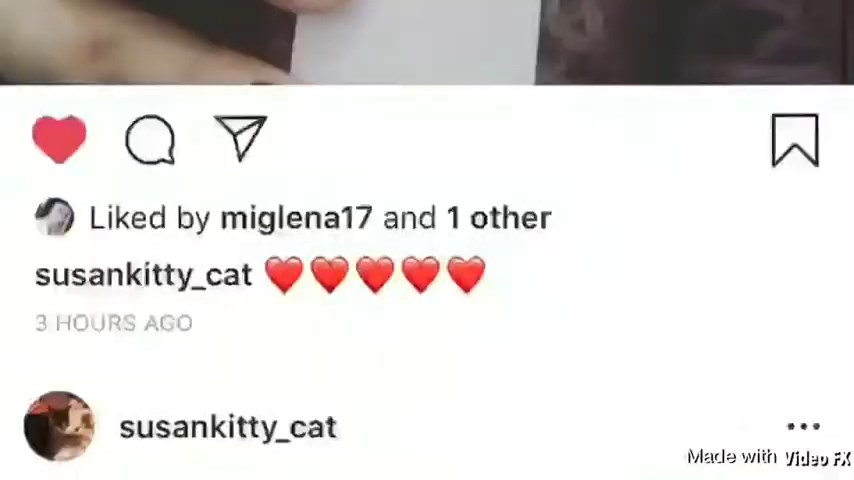 Liked by miglena17 and 1 other
susankitty_cat ❤️❤️❤️❤️❤️
3 HOURS AGO
susankitty_cat
Made with Video FX